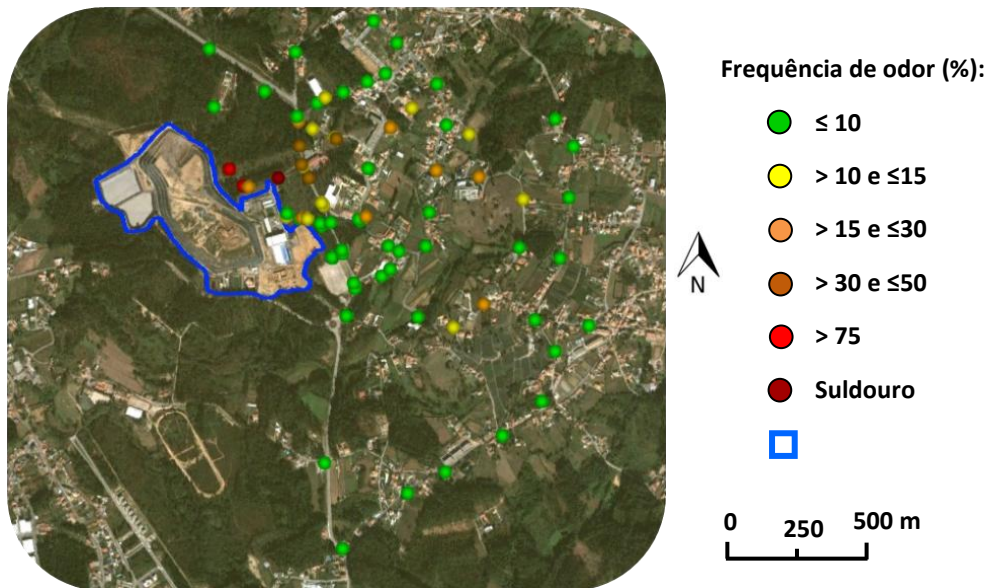 Frequência de odor (%):
≤ 10
> 10 e ≤15
> 15 e ≤30
> 30 e ≤50
> 75
Suldouro
N
0 250 500 m